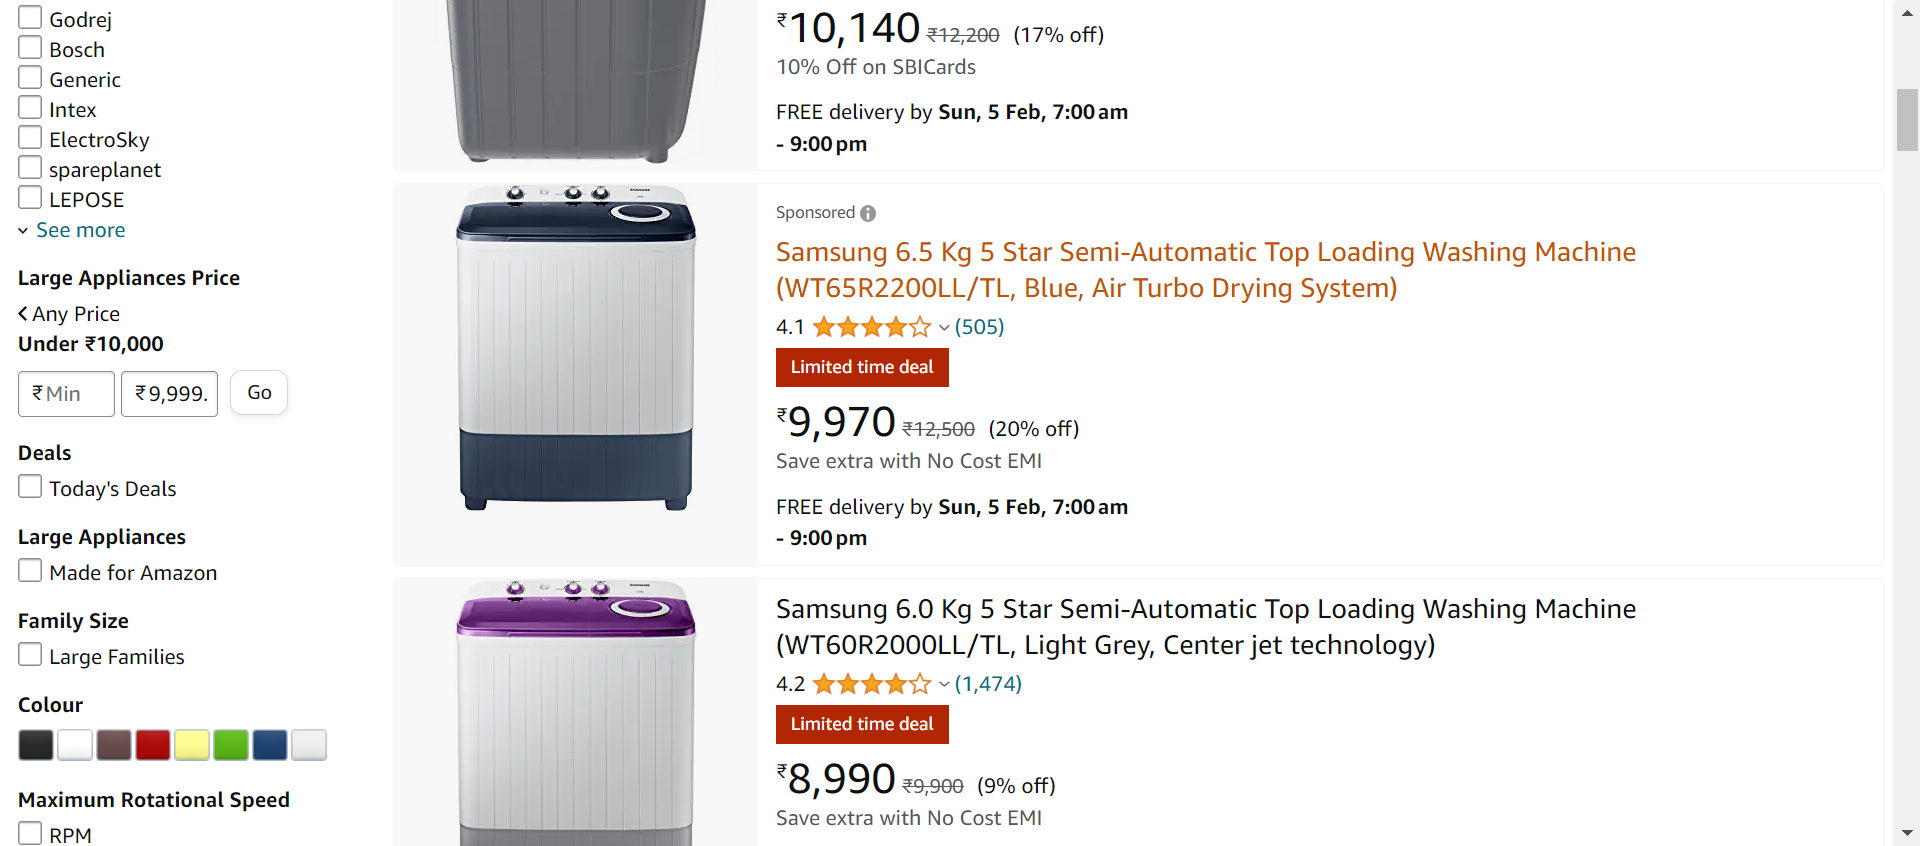 Godrej
Bosch
Generic
Intex
ElectroSky
spareplanet
LEPOSE
See more
Large Appliances Price
Any Price
Under ₹10,000
₹ Min
₹ 9,999.
Go
Deals
Today's Deals
Large Appliances
Made for Amazon
Family Size
Large Families
Colour
Maximum Rotational Speed
RPM
₹10,140 ₹12,200 (17% off)
10% Off on SBICards
FREE delivery by Sun, 5 Feb, 7:00 am
- 9:00 pm
SAMSUNG
Sponsored
Samsung 6.5 Kg 5 Star Semi-Automatic Top Loading Washing Machine
(WT65R2200LL/TL, Blue, Air Turbo Drying System)
4.1 (505)
Limited time deal
₹9,970 ₹12,500 (20% off)
Save extra with No Cost EMI
FREE delivery by Sun, 5 Feb, 7:00 am
- 9:00 pm
SAMSUNG
Samsung 6.0 Kg 5 Star Semi-Automatic Top Loading Washing Machine
(WT60R2000LL/TL, Light Grey, Center jet technology)
4.2 (1,474)
Limited time deal
₹8,990 ₹9,900 (9% off)
Save extra with No Cost EMI